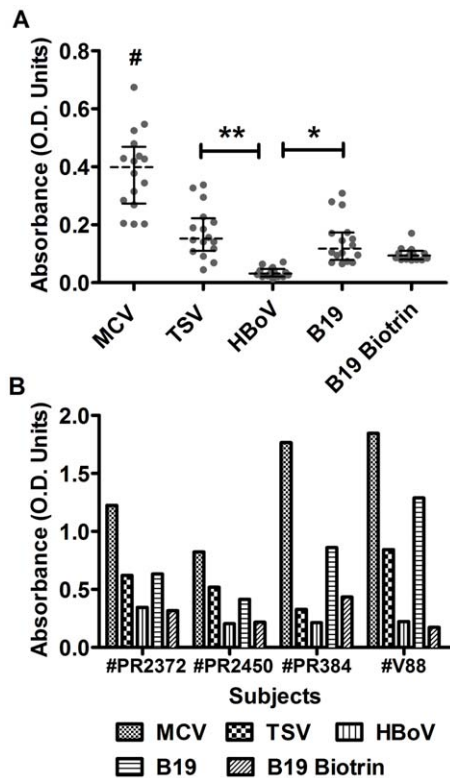 A
Absorbance (O.D. Units)
0.8
0.6
0.4
0.2
0.0
#
**
*
MCV
TSV
HBoV
B19
B19 Biotrin
B
Absorbance (O.D. Units)
2.0
1.5
1.0
0.5
0.0
#PR2372 #PR2450 #PR384 #V88
Subjects
MCV TSV HBoV
B19 B19 Biotrin